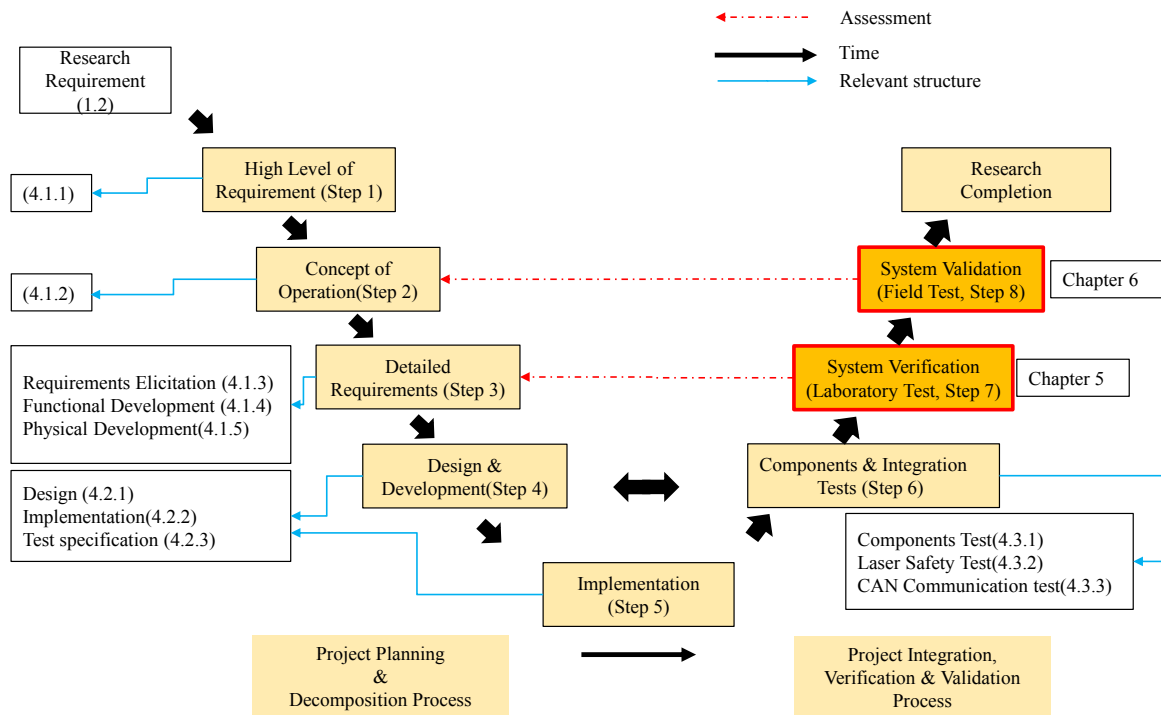 Assessment
Time
Relevant structure
Research
Requirement
(1.2)
High Level of
Requirement (Step 1)
(4.1.1)
Research
Completion
Concept of
Operation(Step 2)
(4.1.2)
System Validation
(Field Test, Step 8)
Chapter 6
Detailed
Requirements (Step 3)
Requirements Elicitation (4.1.3)
Functional Development (4.1.4)
Physical Development(4.1.5)
System Verification
(Laboratory Test, Step 7)
Chapter 5
Design &
Development(Step 4)
Design (4.2.1)
Implementation(4.2.2)
Test specification (4.2.3)
Components & Integration
Tests (Step 6)
Components Test(4.3.1)
Laser Safety Test(4.3.2)
CAN Communication test(4.3.3)
Implementation
(Step 5)
Project Planning
&
Decomposition Process
Project Integration,
Verification & Validation
Process